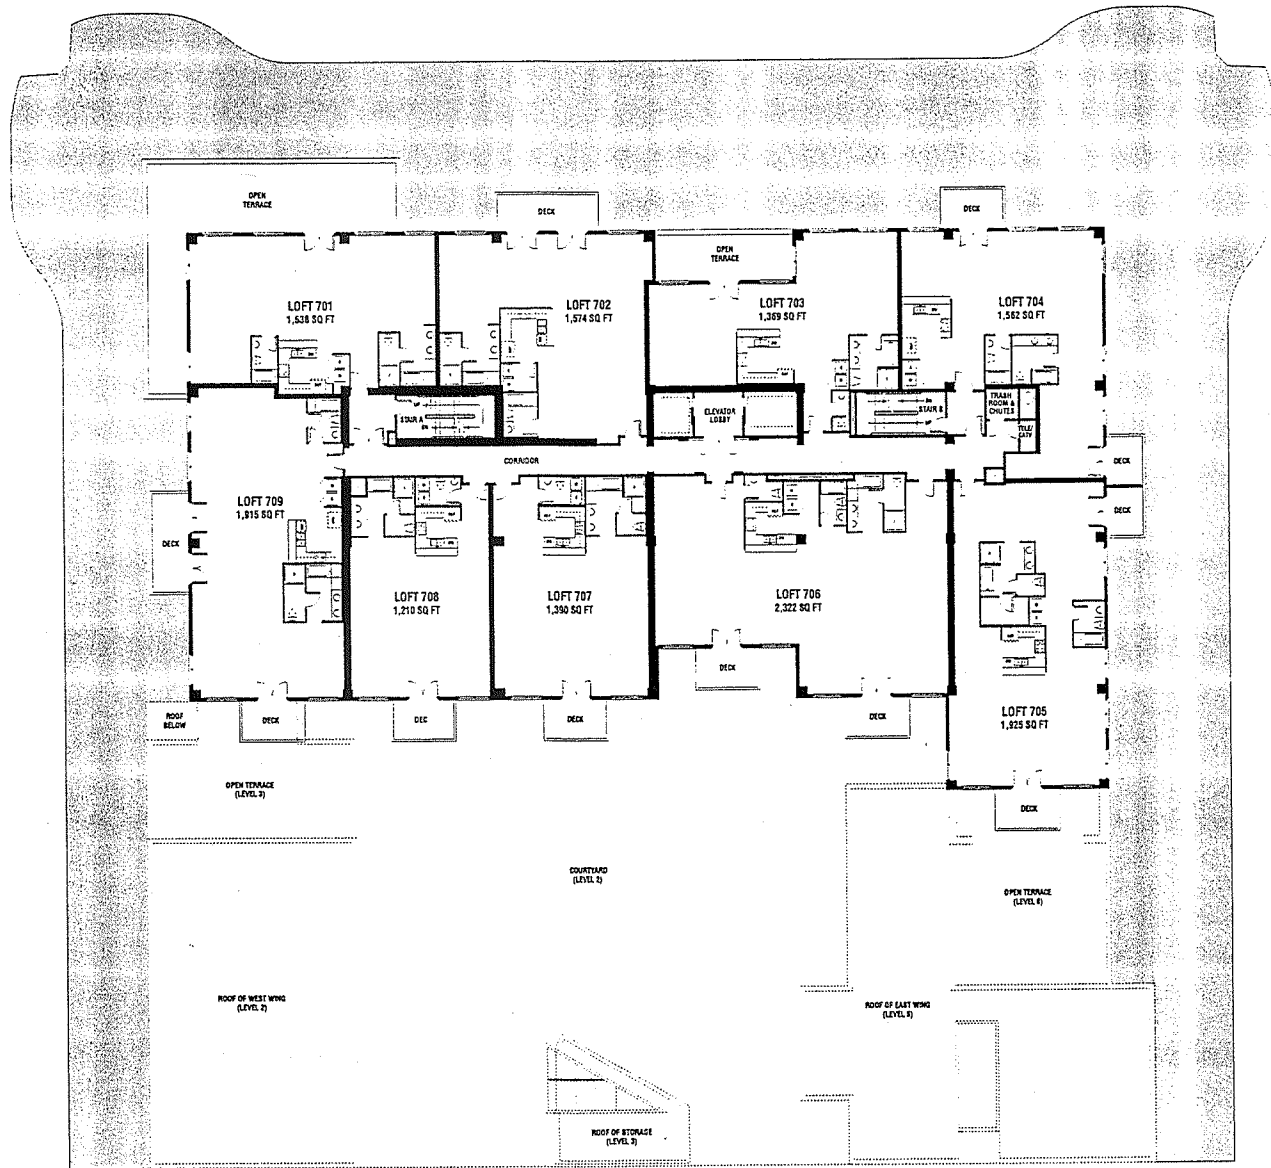 OPEN
TERRACE
DECK
DECK
OPEN
TERRACE
LOFT 701
1,538 SQ FT
LOFT 702
1,574 SQ FT
LOFT 703
1,369 SQ FT
LOFT 704
1,562 SQ FT
STAIR A
UP
DN
ELEVATOR
LOBBY
STAIR B
DN
UP
TRASH
ROOM &
CHUTES
TELE/
CATV
CORRIDOR
DECK
DECK
LOFT 709
1,915 SQ FT
DECK
LOFT 708
1,210 SQ FT
LOFT 707
1,390 SQ FT
LOFT 706
2,322 SQ FT
DECK
LOFT 705
1,925 SQ FT
ROOF
BELOW
DECK
DEC
DECK
DECK
OPEN TERRACE
(LEVEL 3)
DECK
COURTYARD
(LEVEL 2)
OPEN TERRACE
(LEVEL 6)
ROOF OF WEST WING
(LEVEL 2)
ROOF OF EAST WING
(LEVEL 5)
ROOF OF STORAGE
(LEVEL 3)